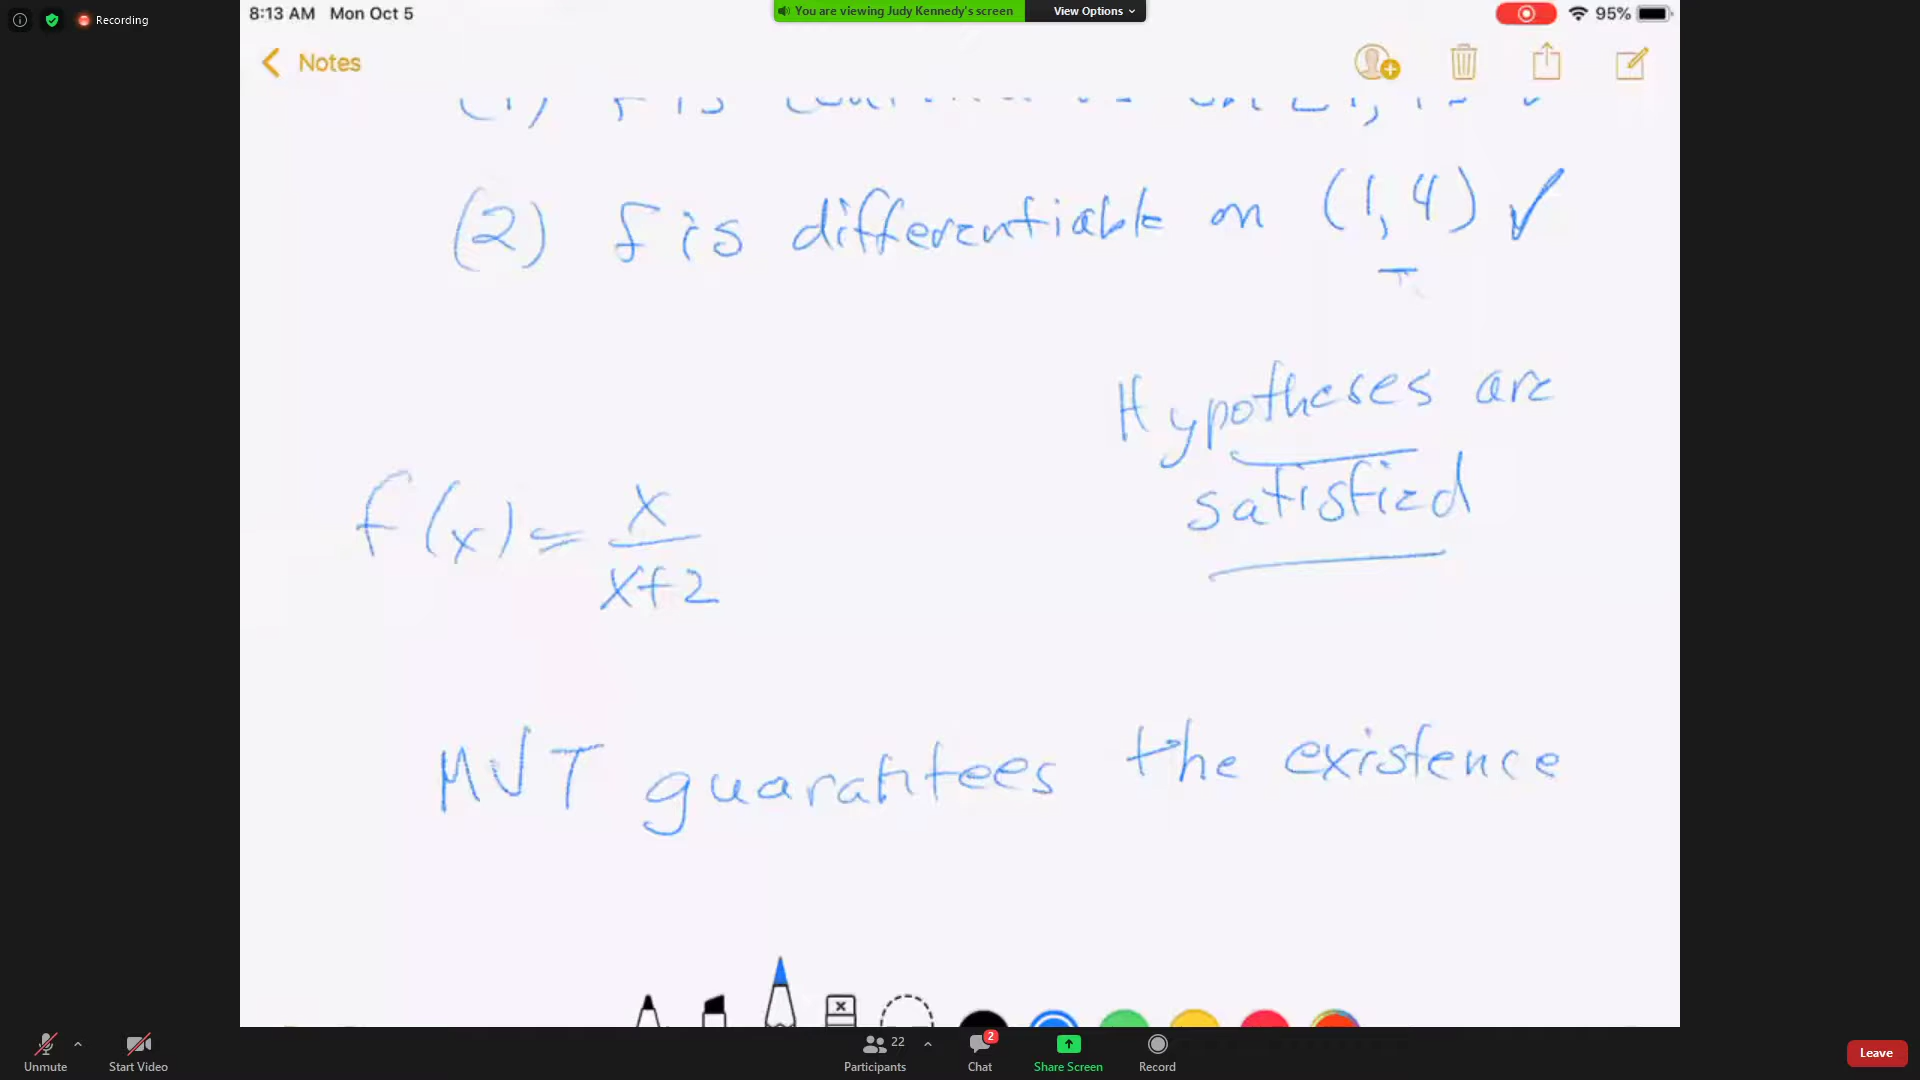 Recording
8:13 AM Mon Oct 5
You are viewing Judy Kennedy's screen
View Options
95%
Notes
(2) f is differentiable on (1, 4) ✓
Hypotheses are
satisfied
f(x) = x
x+2
MVT guarantees the existence
Unmute
Start Video
22
Participants
2
Chat
Share Screen
Record
Leave